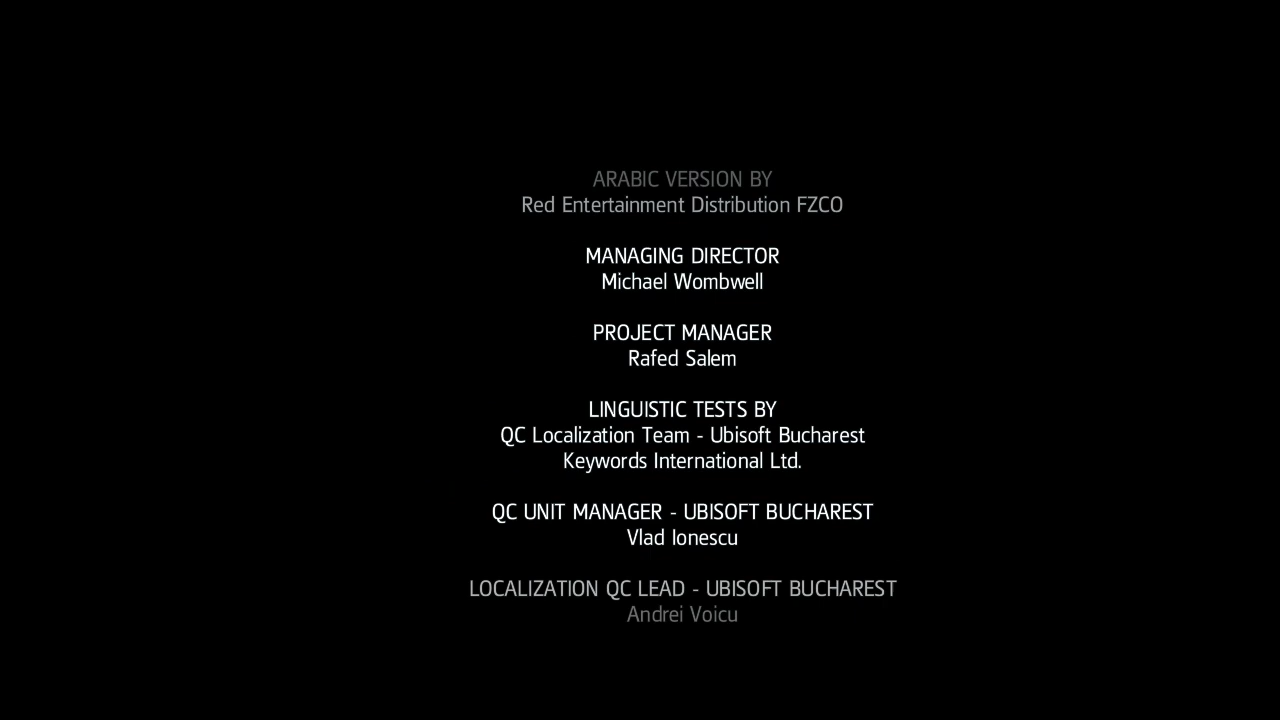 ARABIC VERSION BY
Red Entertainment Distribution FZCO
MANAGING DIRECTOR
Michael Wombwell
PROJECT MANAGER
Rafed Salem
LINGUISTIC TESTS BY
QC Localization Team - Ubisoft Bucharest
Keywords International Ltd.
QC UNIT MANAGER - UBISOFT BUCHAREST
Vlad Ionescu
LOCALIZATION QC LEAD - UBISOFT BUCHAREST
Andrei Voicu